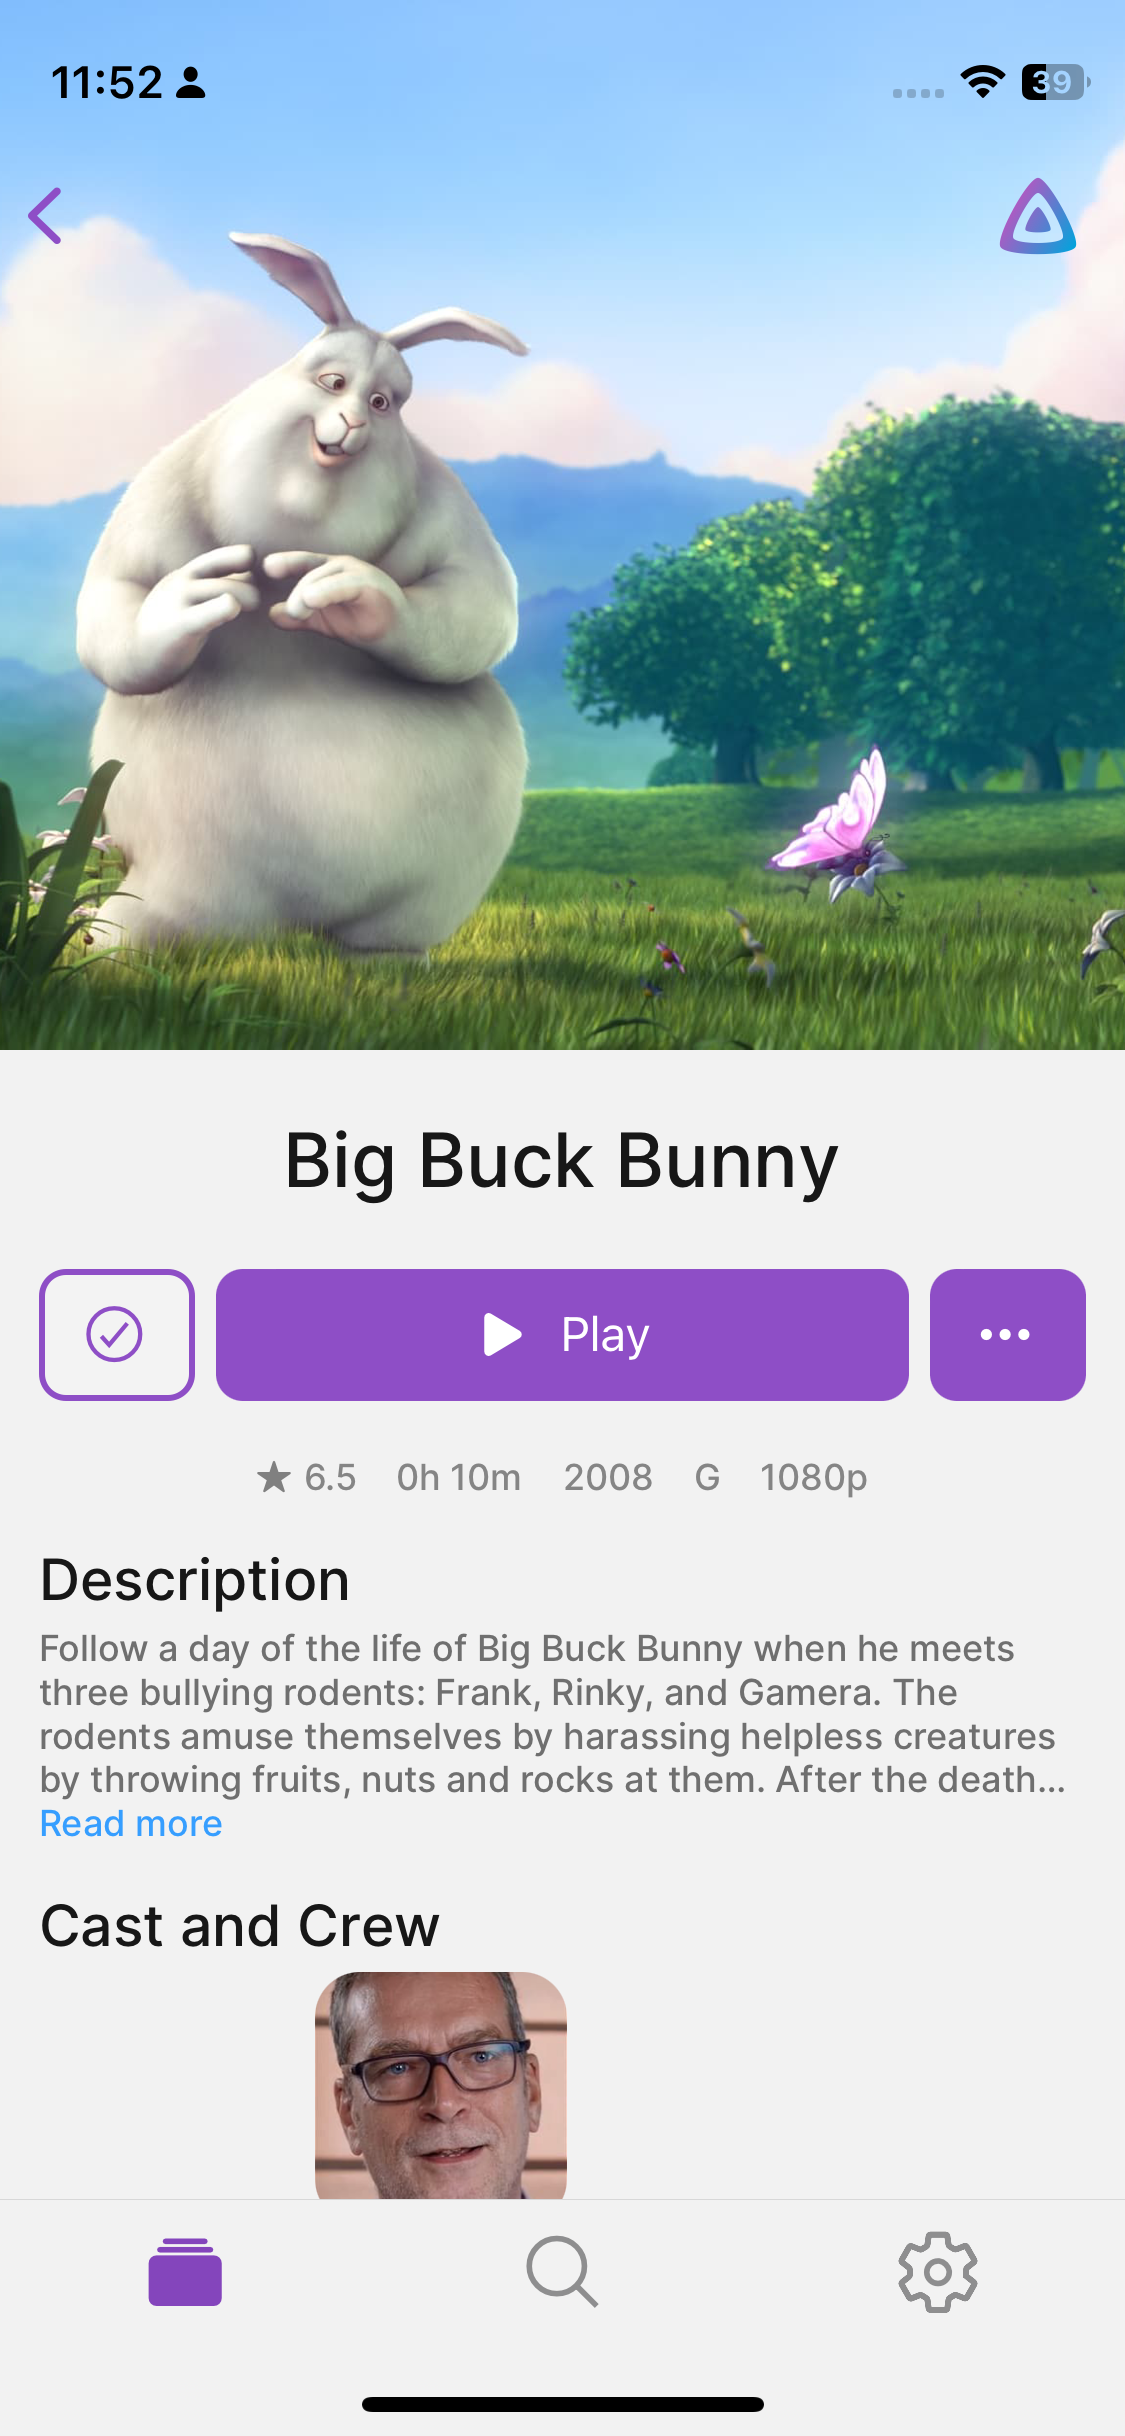 11:52
39
Big Buck Bunny
Play
6.5 0h 10m 2008 G 1080p
Description
Follow a day of the life of Big Buck Bunny when he meets
three bullying rodents: Frank, Rinky, and Gamera. The
rodents amuse themselves by harassing helpless creatures
by throwing fruits, nuts and rocks at them. After the death...
Read more
Cast and Crew